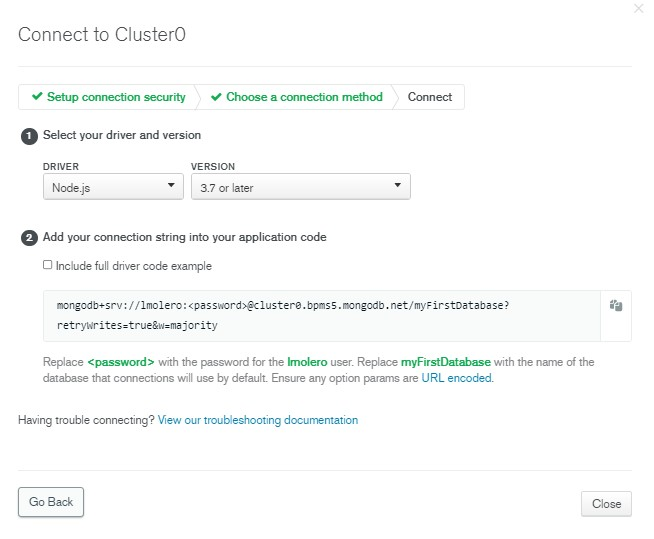 Connect to Cluster0
Setup connection security
Choose a connection method
Connect
1 Select your driver and version
DRIVER
VERSION
Node.js
3.7 or later
2 Add your connection string into your application code
Include full driver code example
mongodb+srv://lmolero:<password>@cluster0.bpms5.mongodb.net/myFirstDatabase?
retryWrites=true&w=majority
Replace <password> with the password for the lmolero user. Replace myFirstDatabase with the name of the
database that connections will use by default. Ensure any option params are URL encoded.
Having trouble connecting? View our troubleshooting documentation
Go Back
Close